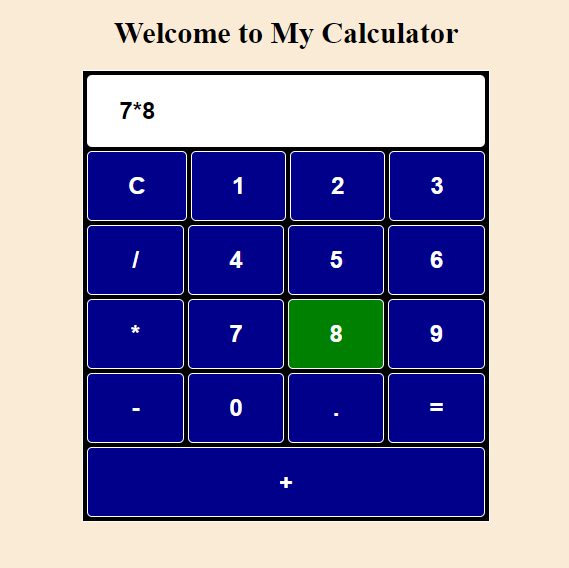 Welcome to My Calculator
7*8
C 1 2 3
/ 4 5 6
* 7 8 9
- 0 . =
+